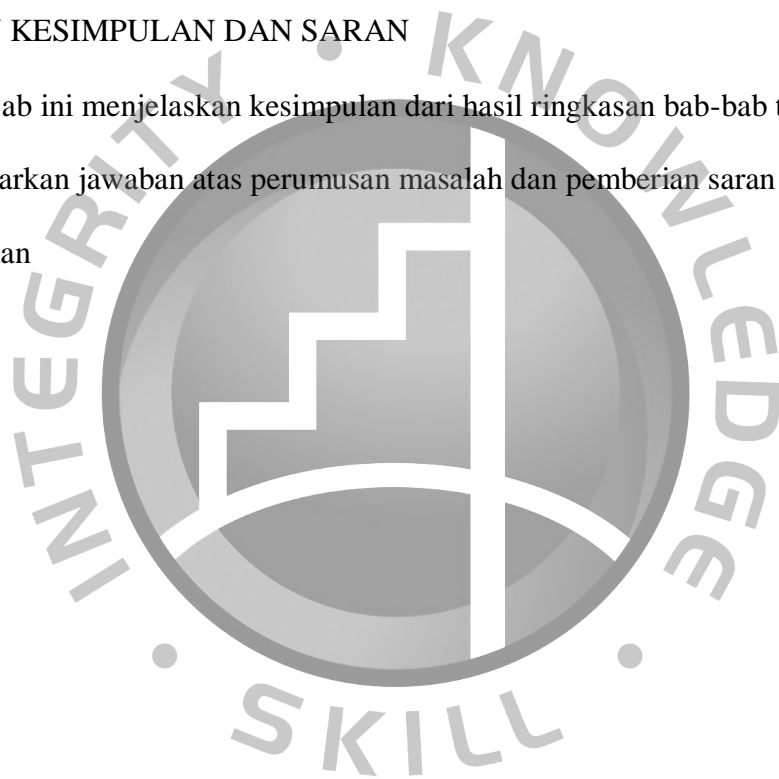 KESIMPULAN DAN SARAN
ab ini menjelaskan kesimpulan dari hasil ringkasan bab-bab t
arkan jawaban atas perumusan masalah dan pemberian saran
an
INTEGRITY • KNOWLEDGE • SKILL •